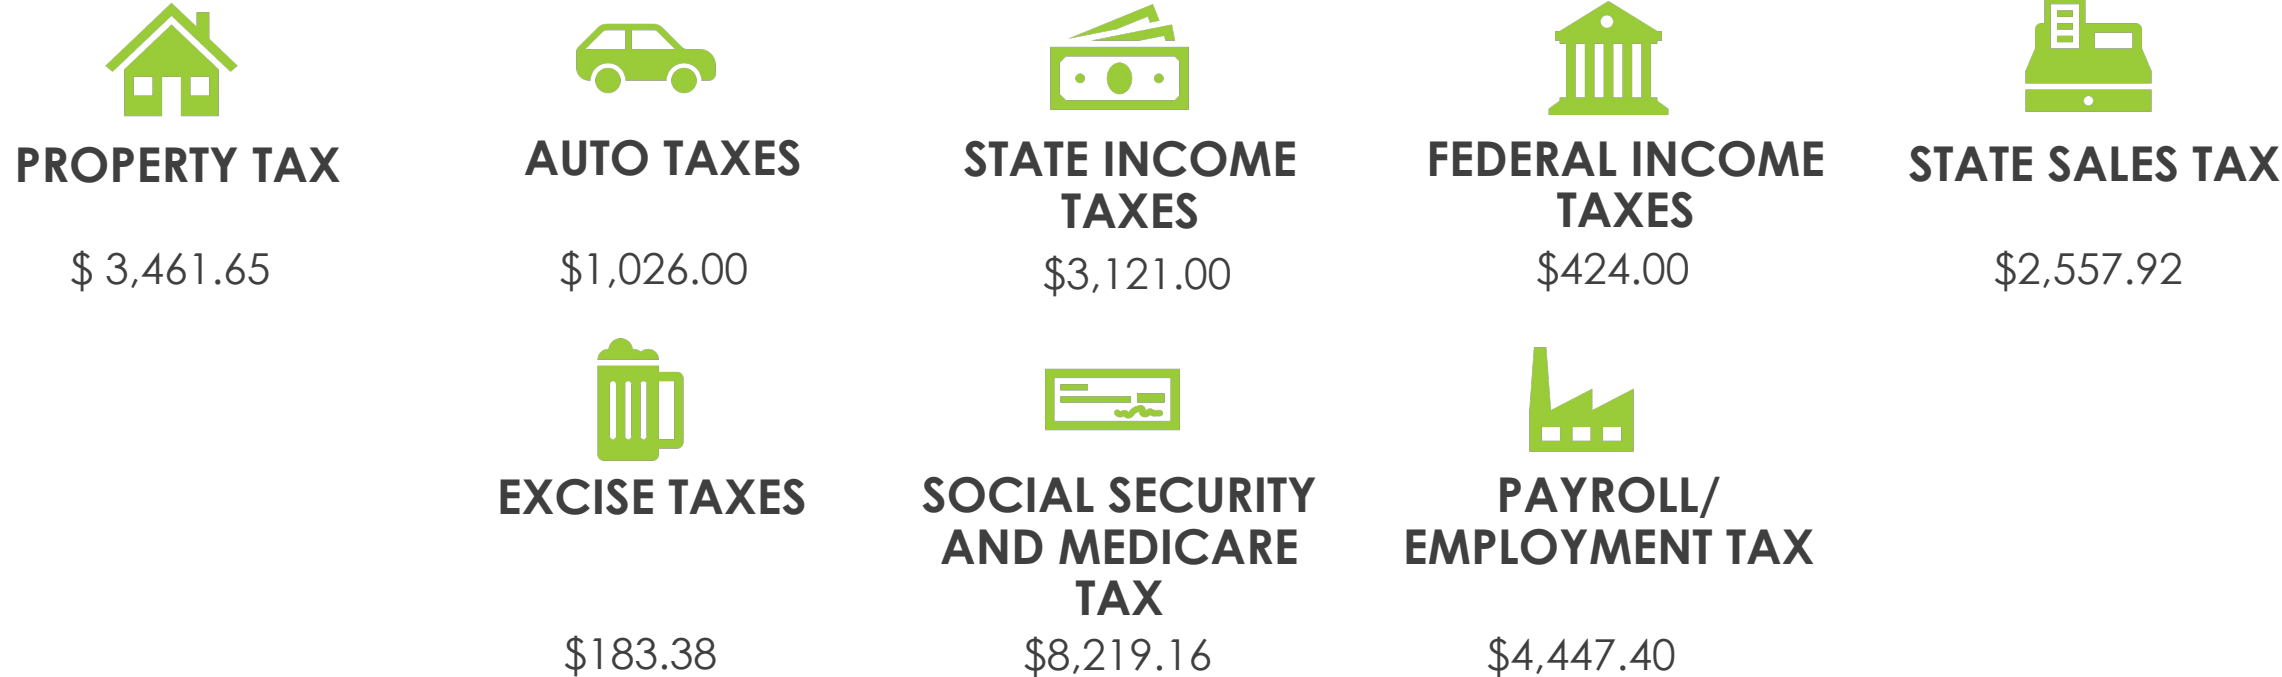 PROPERTY TAX
$ 3,461.65
AUTO TAXES
$1,026.00
STATE INCOME
TAXES
$3,121.00
FEDERAL INCOME
TAXES
$424.00
STATE SALES TAX
$2,557.92
EXCISE TAXES
$183.38
SOCIAL SECURITY
AND MEDICARE
TAX
$8,219.16
PAYROLL/
EMPLOYMENT TAX
$4,447.40